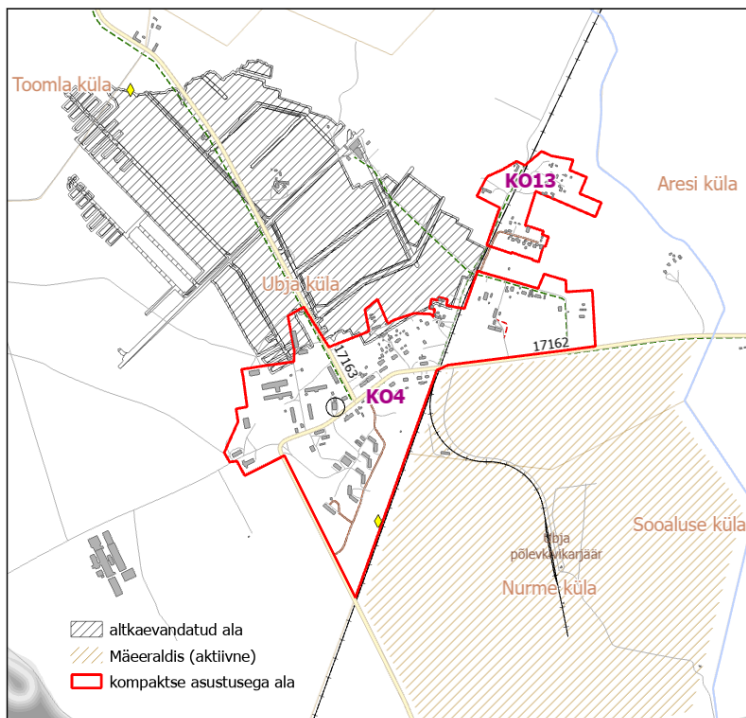 Toomla küla
KO13
Aresi küla
Ubja küla
17163
17162
KO4
Sooaluse küla
Ubja
põlevkivikarjäär
Nurme küla
altkaevandatud ala
Mäeeraldis (aktiivne)
kompaktse asustusega ala